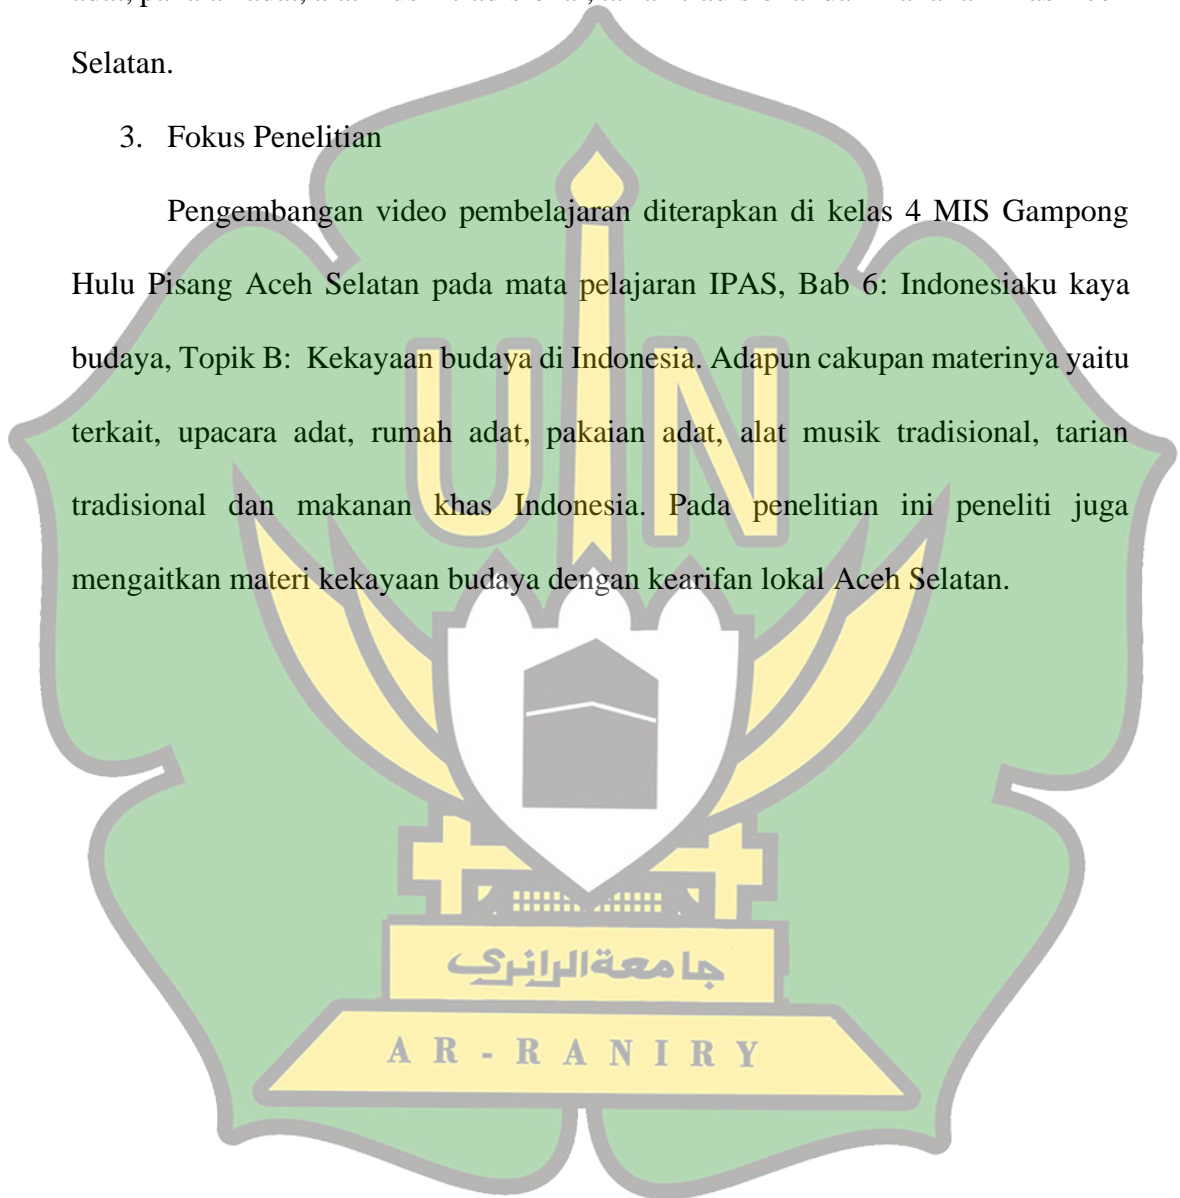 Selatan.
3. Fokus Penelitian
Pengembangan video pembelajaran diterapkan di kelas 4 MIS Gampong
Hulu Pisang Aceh Selatan pada mata pelajaran IPAS, Bab 6: Indonesiaku kaya
budaya, Topik B: Kekayaan budaya di Indonesia. Adapun cakupan materinya yaitu
terkait, upacara adat, rumah adat, pakaian adat, alat musik tradisional, tarian
tradisional dan makanan khas Indonesia. Pada penelitian ini peneliti juga
mengaitkan materi kekayaan budaya dengan kearifan lokal Aceh Selatan.
UIN
جامعة الرانري
AR-RANIRY